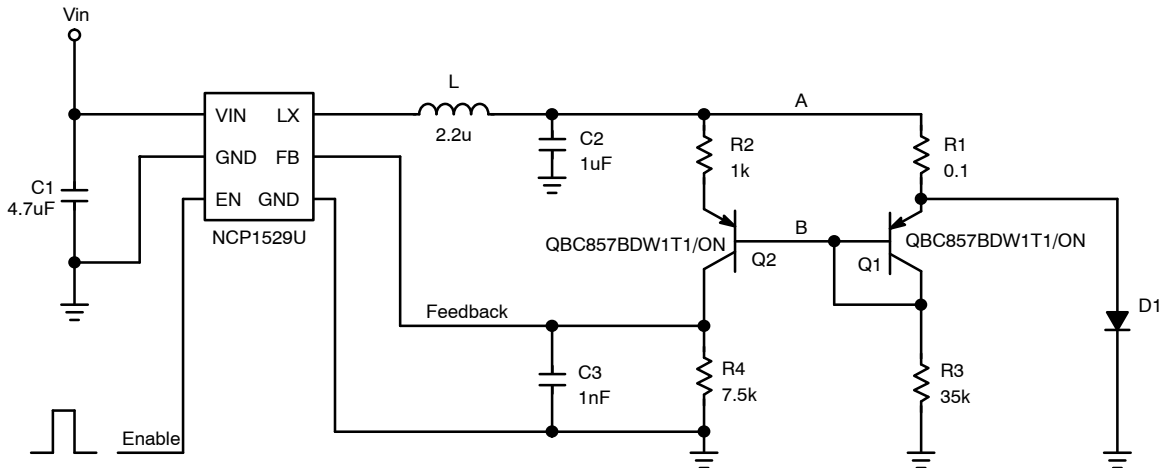 Vin
L
2.2u
A
VIN
LX
GND
FB
EN
GND
NCP1529U
C1
4.7uF
C2
1uF
R2
1k
R1
0.1
B
QBC857BDW1T1/ON
Q2
Q1
QBC857BDW1T1/ON
Feedback
D1
C3
1nF
R4
7.5k
R3
35k
Enable